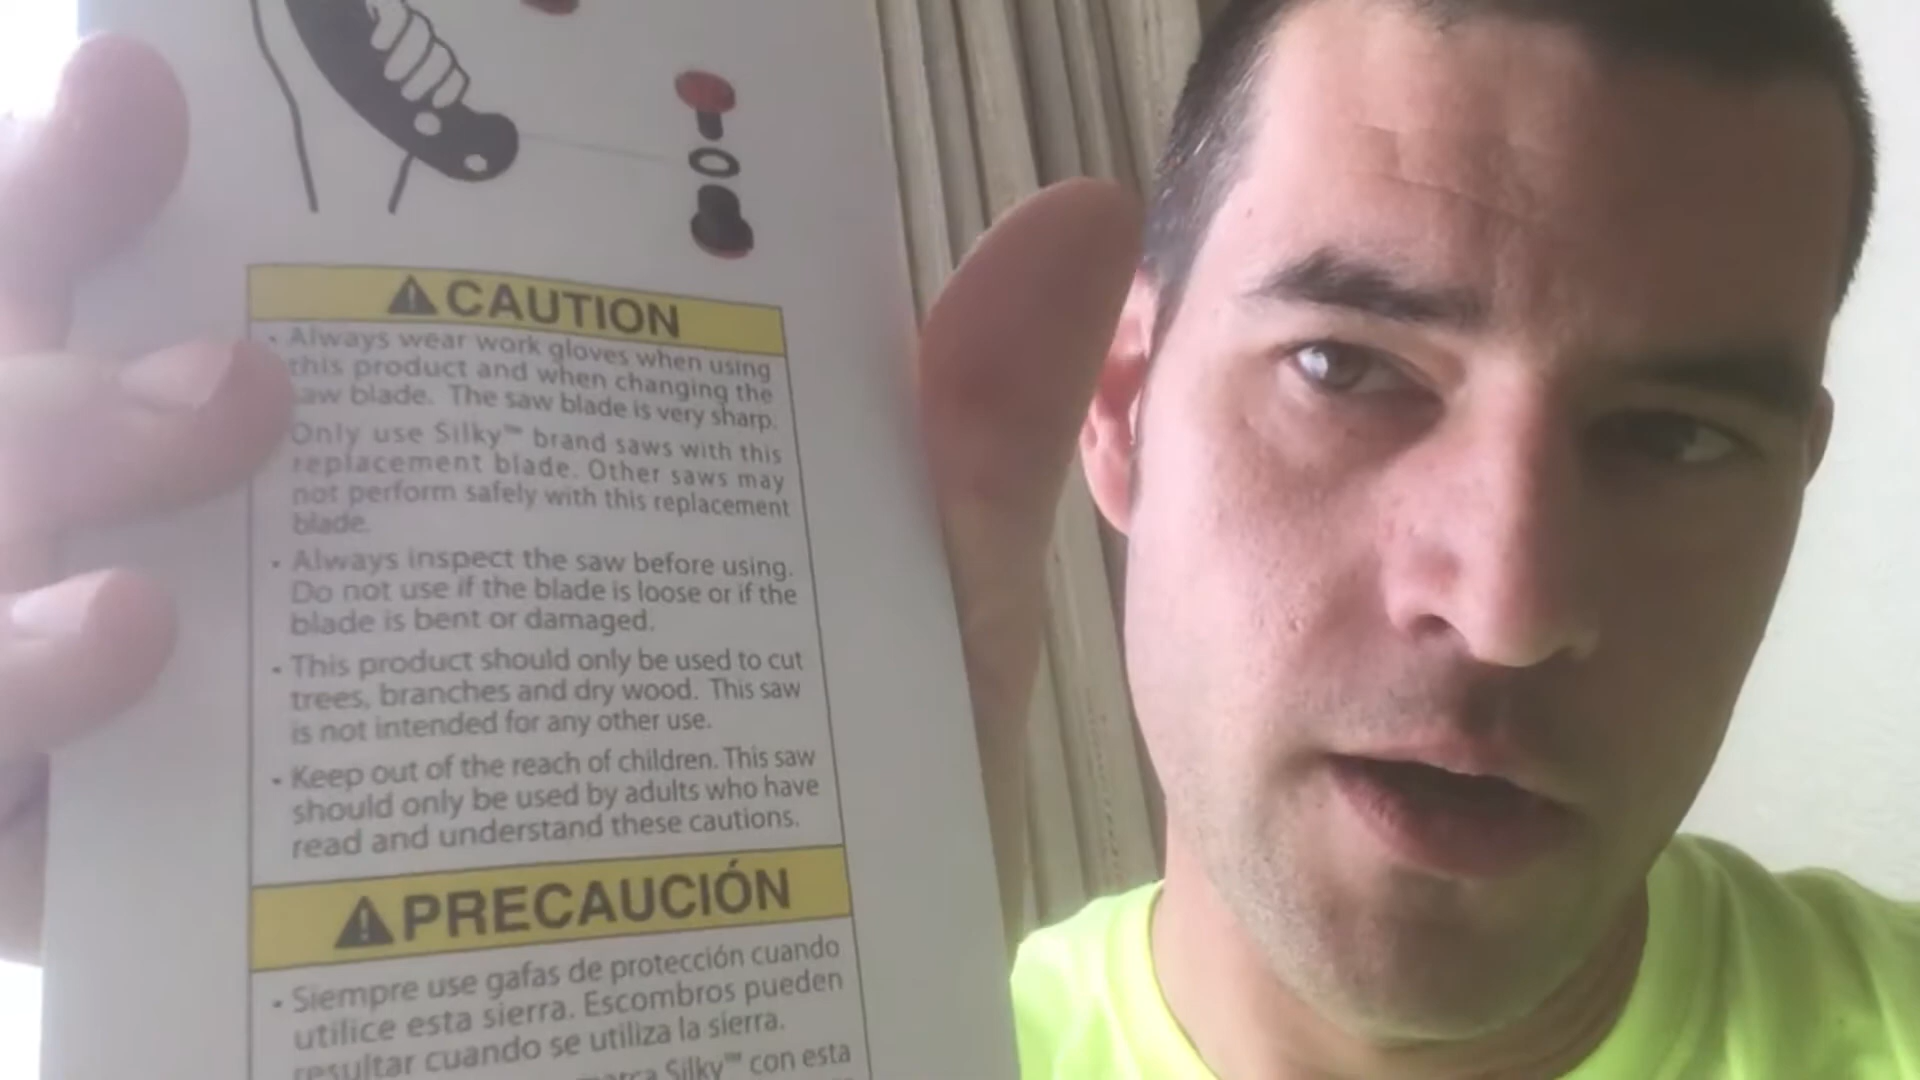 CAUTION
• Always wear work gloves when using
this product and when changing the
aw blade. The saw blade is very sharp.
Only use Silky™ brand saws with this
replacement blade. Other saws may
not perform safely with this replacement
blade.
• Always inspect the saw before using.
Do not use if the blade is loose or if the
blade is bent or damaged.
• This product should only be used to cut
trees, branches and dry wood. This saw
is not intended for any other use.
• Keep out of the reach of children. This saw
should only be used by adults who have
read and understand these cautions.
PRECAUCIÓN
• Siempre use gafas de protección cuando
utilice esta sierra. Escombros pueden
resultar cuando se utiliza la sierra.
Silky™ con esta